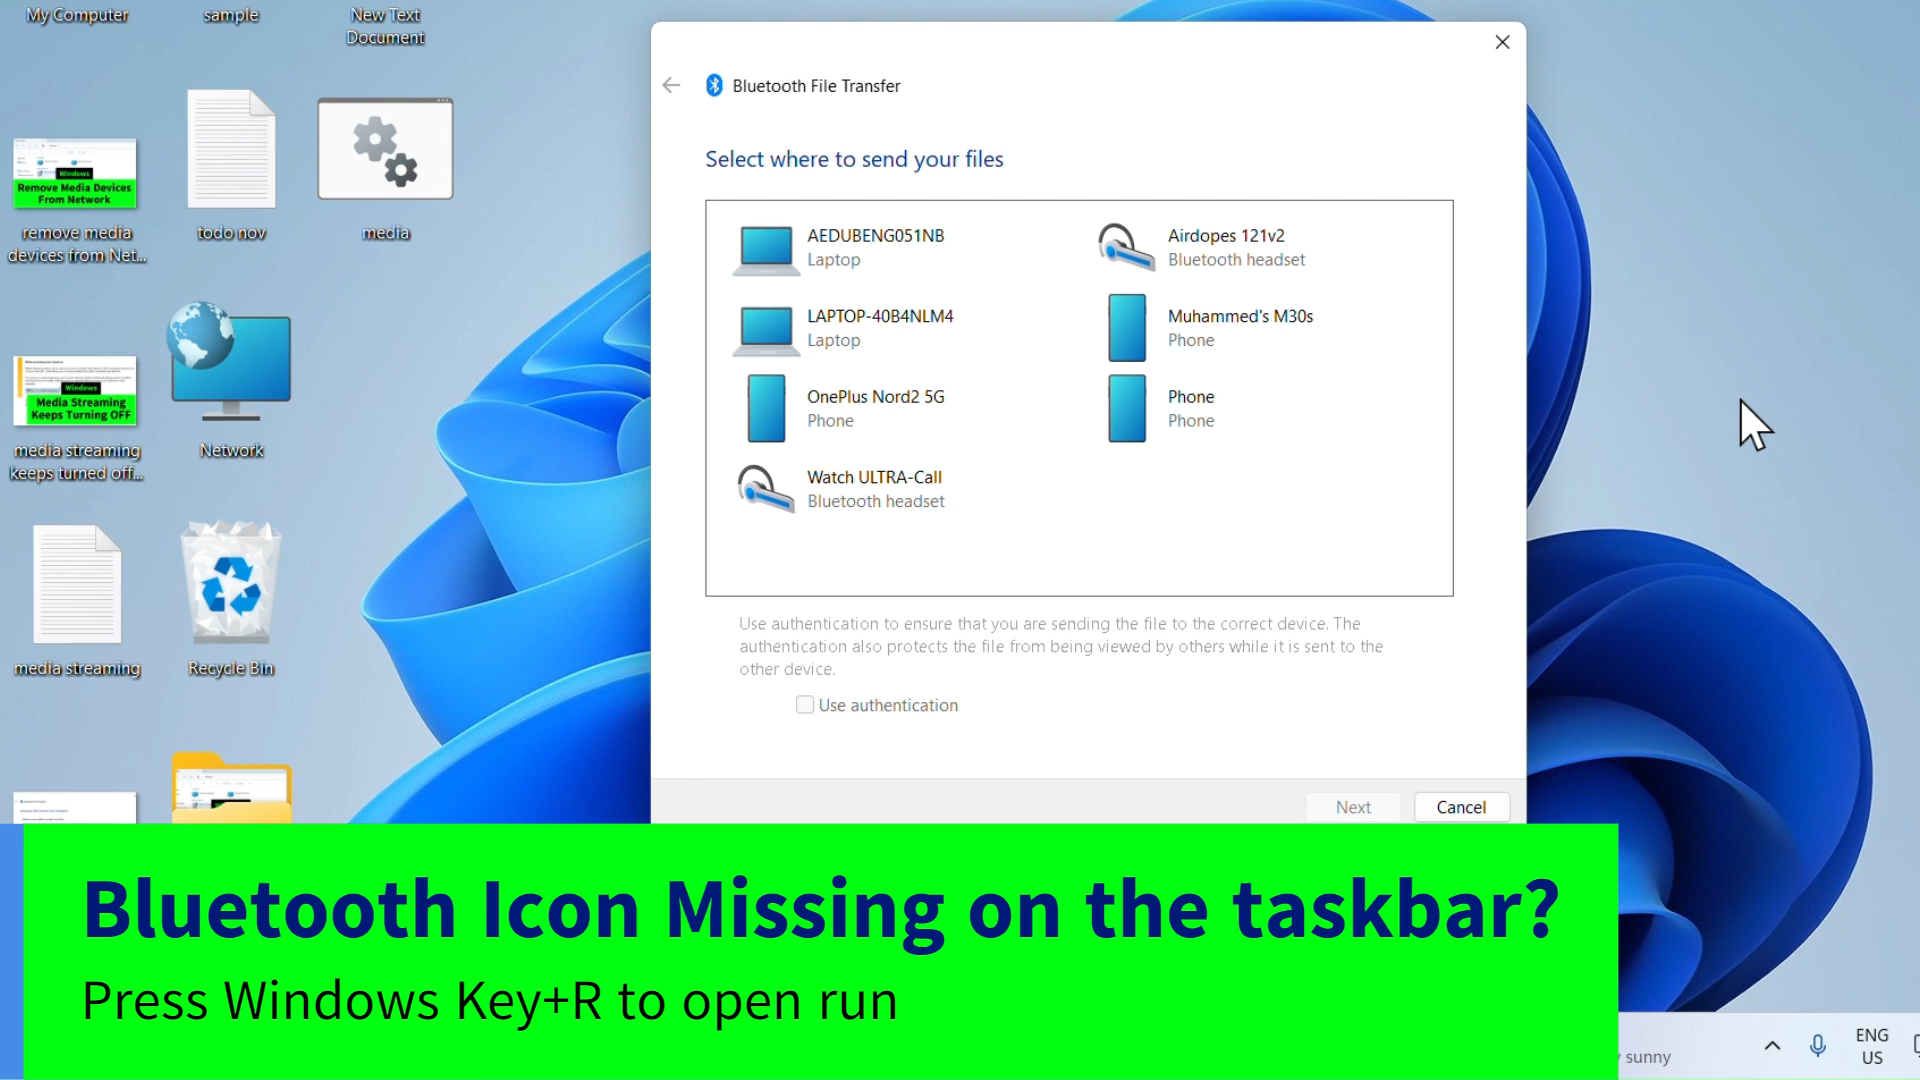 My Computer
sample
New Text
Document
Windows
Remove Media Devices
From Network
remove media
devices from Net...
todo nov
media
Windows
Media Streaming
Keeps Turning OFF
media streaming
keeps turned off...
Network
media streaming
Recycle Bin
Bluetooth File Transfer
Select where to send your files
AEDUBENG051NB
Laptop
Airdopes 121v2
Bluetooth headset
LAPTOP-40B4NLM4
Laptop
Muhammed's M30s
Phone
OnePlus Nord2 5G
Phone
Phone
Phone
Watch ULTRA-Call
Bluetooth headset
Use authentication to ensure that you are sending the file to the correct device. The
authentication also protects the file from being viewed by others while it is sent to the
other device.
Use authentication
Next
Cancel
Bluetooth Icon Missing on the taskbar?
Press Windows Key+R to open run
sunny
ENG
US